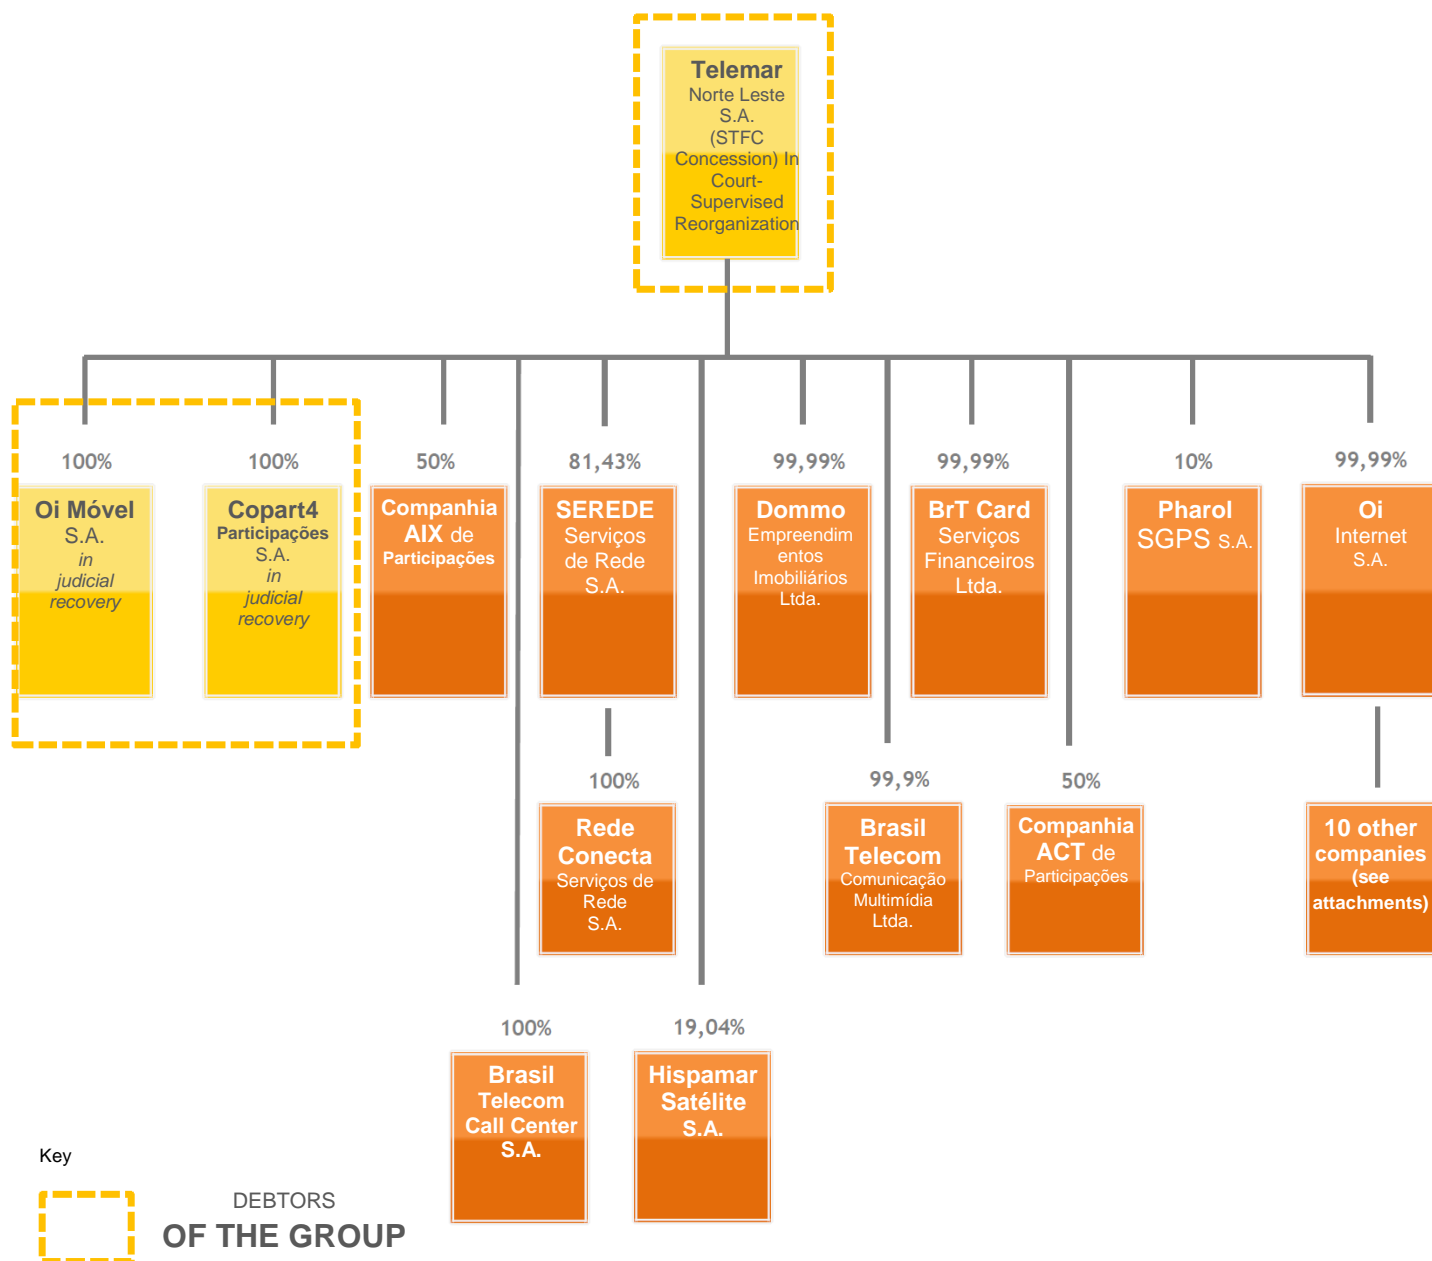 Telemar
Norte Leste
S.A.
(STFC
Concession) In
Court-
Supervised
Reorganization
100%
100%
50%
81,43%
99,99%
99,99%
10%
99,99%
Oi Móvel
S.A.
in
judicial
recovery
Copart4
Participações
S.A.
in
judicial
recovery
Companhia
AIX de
Participações
SEREDE
Serviços
de Rede
S.A.
Dommo
Empreendim
entos
Imobiliários
Ltda.
BrT Card
Serviços
Financeiros
Ltda.
Pharol
SGPS S.A.
Oi
Internet
S.A.
100%
99,9%
50%
Rede
Conecta
Serviços de
Rede
S.A.
Brasil
Telecom
Comunicação
Multimídia
Ltda.
Companhia
ACT de
Participações
10 other
companies
(see
attachments)
100%
19,04%
Brasil
Telecom
Call Center
S.A.
Hispamar
Satélite
S.A.
Key
DEBTORS
OF THE GROUP